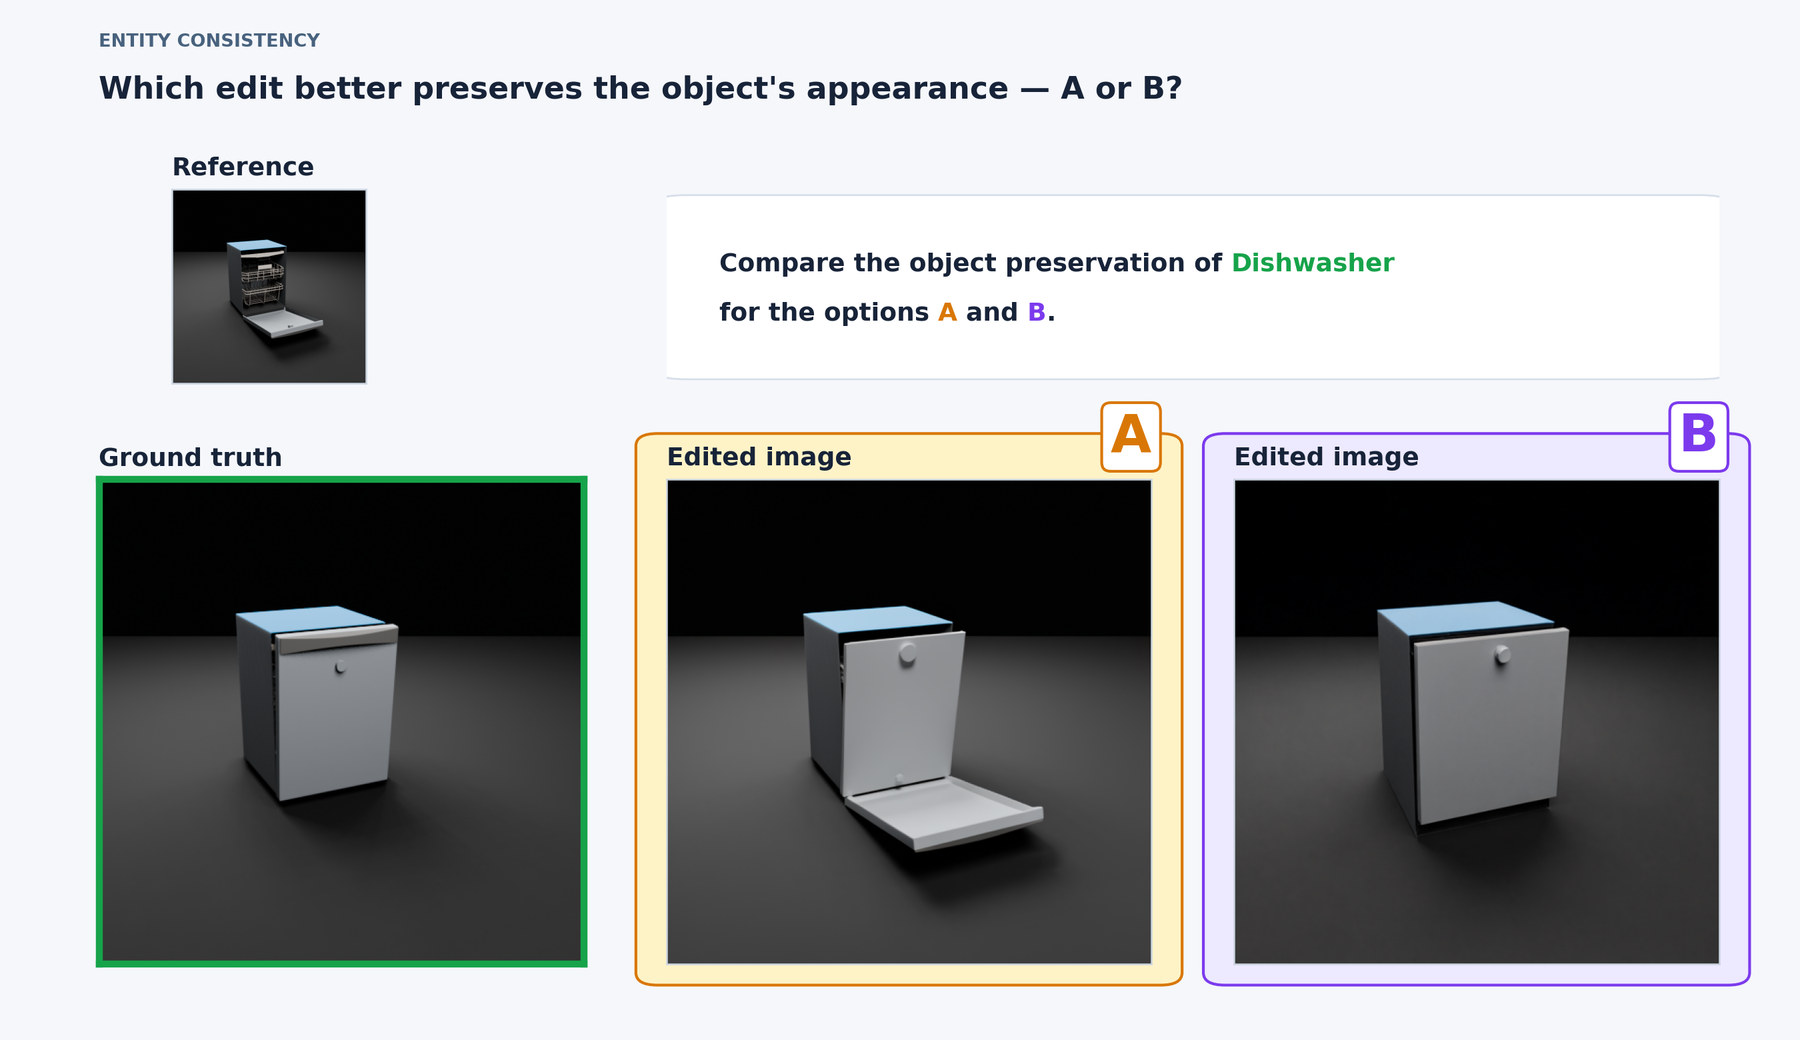 ENTITY CONSISTENCY
Which edit better preserves the object's appearance — A or B?
Reference
Compare the object preservation of Dishwasher
for the options A and B.
Ground truth
Edited image
A
Edited image
B